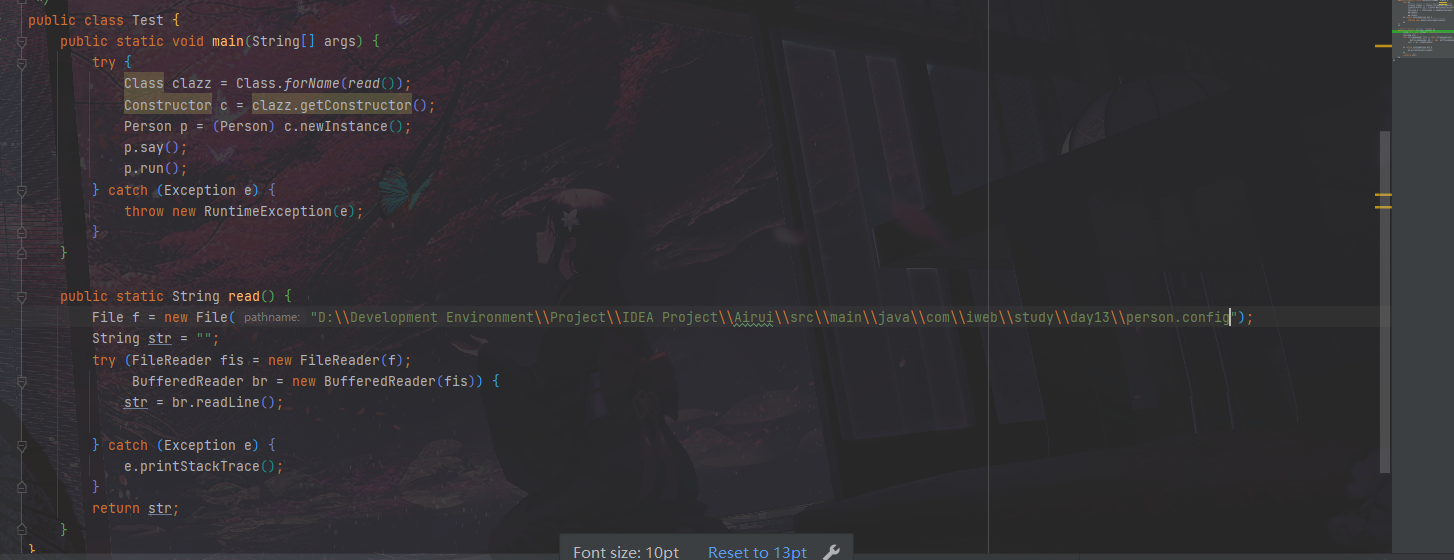 */
public class Test {
public static void main(String[] args) {
try {
Class clazz = Class.forName(read());
Constructor c = clazz.getConstructor();
Person p = (Person) c.newInstance();
p.say();
p.run();
} catch (Exception e) {
throw new RuntimeException(e);
}
}
public static String read() {
File f = new File( pathname: "D:\\Development Environment\\Project\\IDEA Project\\Airui\\src\\main\\java\\com\\iweb\\study\\day13\\person.config");
String str = "";
try (FileReader fis = new FileReader(f);
BufferedReader br = new BufferedReader(fis)) {
str = br.readLine();
} catch (Exception e) {
e.printStackTrace();
}
return str;
}
}
Font size: 10pt Reset to 13pt